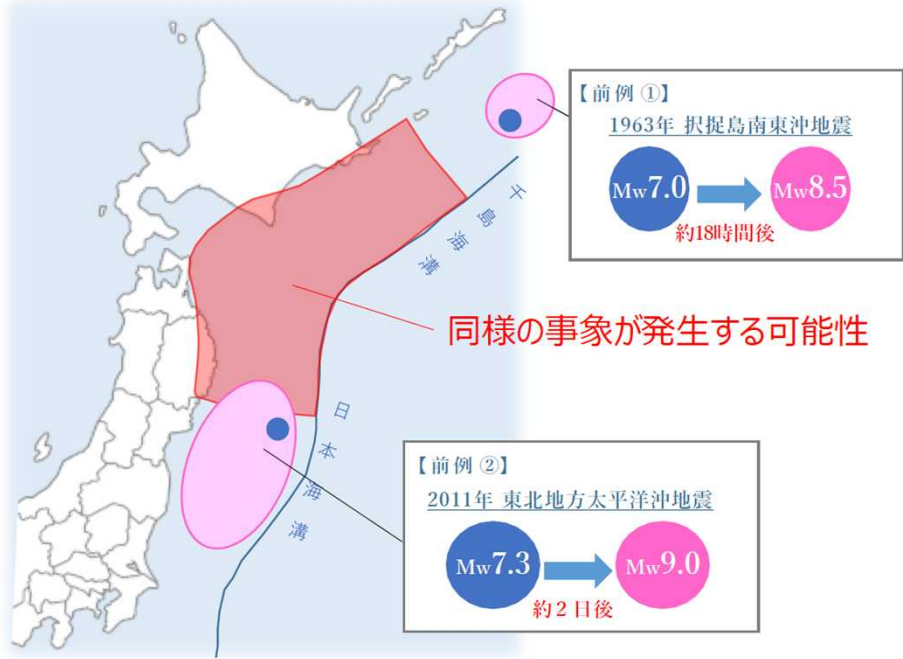 【前例 ①】
1963年 択捉島南東沖地震
Mw7.0
Mw8.5
約18時間後
千島海溝
同様の事象が発生する可能性
日本海溝
【前例 ②】
2011年 東北地方太平洋沖地震
Mw7.3
Mw9.0
約２日後